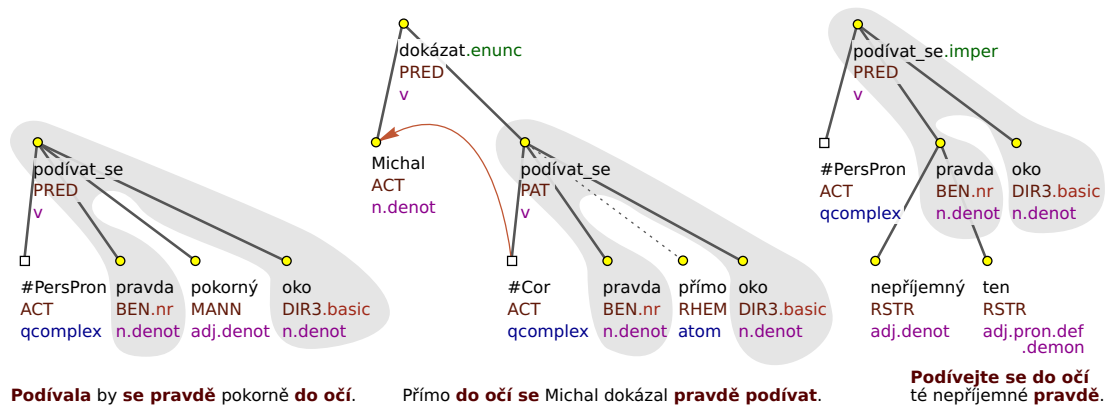 podívat_se
PRED
v
#PersPron
ACT
qcomplex
pravda
BEN.nr
n.denot
pokorný
MANN
adj.denot
oko
DIR3.basic
n.denot
Podívala by se pravdě pokorně do očí.
dokázat.enunc
PRED
v
Michal
ACT
n.denot
podívat_se
PAT
v
#Cor
ACT
qcomplex
pravda
BEN.nr
n.denot
přímo
RHEM
atom
oko
DIR3.basic
n.denot
Přímo do očí se Michal dokázal pravdě podívat.
podívat_se.imper
PRED
v
#PersPron
ACT
qcomplex
pravda
BEN.nr
n.denot
oko
DIR3.basic
n.denot
nepříjemný
RSTR
adj.denot
ten
RSTR
adj.pron.def
.demon
Podívejte se do očí
té nepříjemné pravdě.